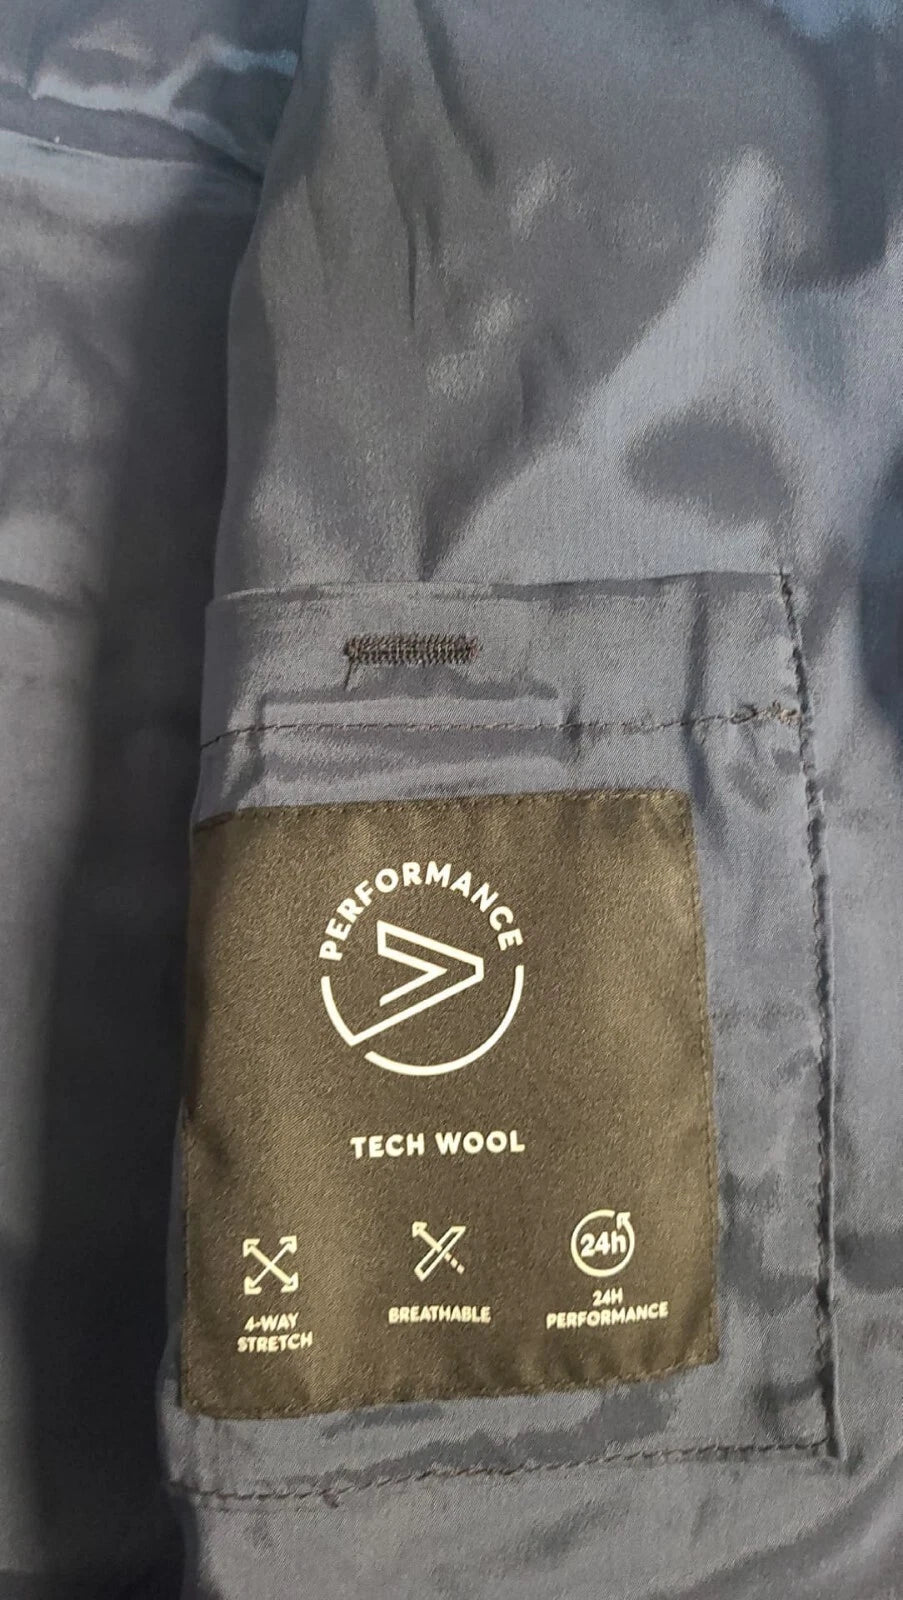 PERFORMANCE
TECH WOOL
4-WAY
STRETCH
BREATHABLE
24h
24H
PERFORMANCE